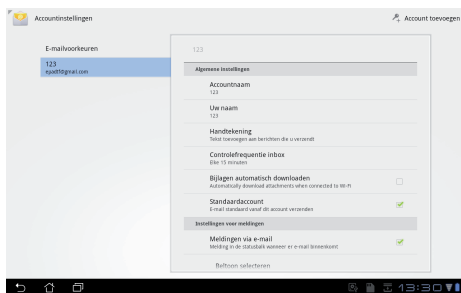 Accountinstellingen
Account toevoegen
E-mailvoorkeuren
123
epadtf@gmail.com
123
Algemene instellingen
Accountnaam
123
Uw naam
123
Handtekening
Tekst toevoegen aan berichten die u verzendt
Controlefrequentie inbox
Elke 15 minuten
Bijlagen automatisch downloaden
Automatically download attachments when connected to Wi-Fi
Standaardaccount
E-mail standaard vanaf dit account verzenden
Instellingen voor meldingen
Meldingen via e-mail
Melding in de statusbalk wanneer er e-mail binnenkomt
Beltoon selecteren
13:30